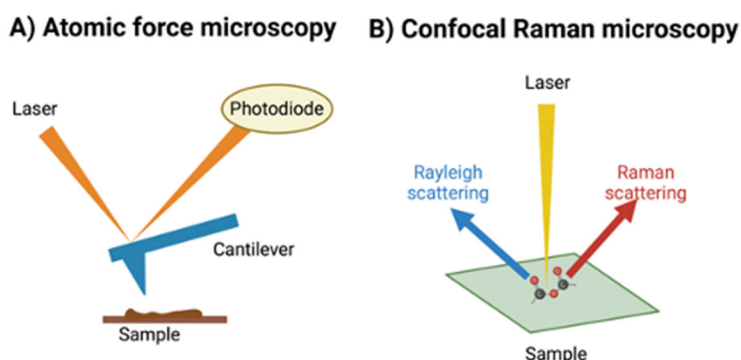 A) Atomic force microscopy
Laser
Photodiode
Cantilever
Sample
B) Confocal Raman microscopy
Laser
Rayleigh
scattering
Raman
scattering
Sample